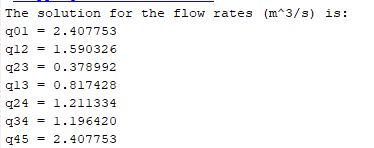 The solution for the flow rates (m^3/s) is:
q01 = 2.407753
q12 = 1.590326
q23 = 0.378992
q13 = 0.817428
q24 = 1.211334
q34 = 1.196420
q45 = 2.407753